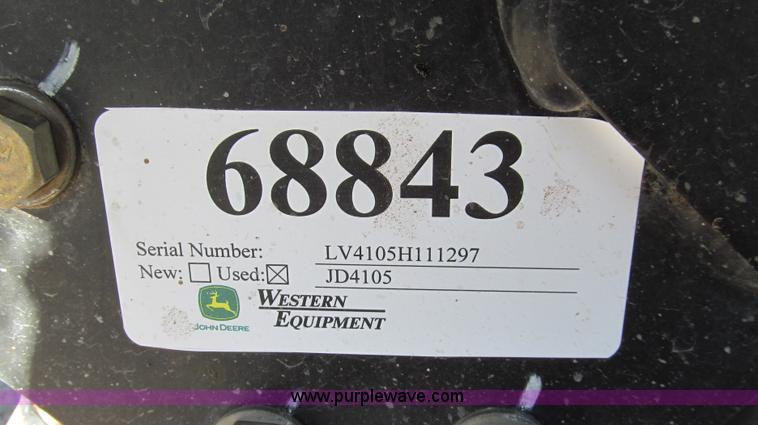 68843
Serial Number: LV4105H111297
New: Used: JD4105
JOHN DEERE
WESTERN
EQUIPMENT
www.purplewave.com